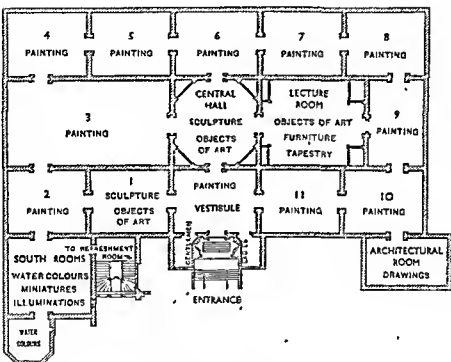 4
PAINTING
5
PAINTING
6
PAINTING
7
PAINTING
8
PAINTING
3
PAINTING
CENTRAL
HALL
SCULPTURE
OBJECTS
OF ART
LECTURE
ROOM
OBJECTS OF ART
FURNITURE
TAPESTRY
9
PAINTING
2
PAINTING
1
SCULPTURE
OBJECTS
OF ART
PAINTING
VESTIBULE
11
PAINTING
10
PAINTING
TO REFRESHMENT
ROOM
SOUTH ROOMS
WATER COLOURS
MINIATURES
ILLUMINATIONS
WATER
COLOURS
GENTLEMEN
ENTRANCE
ARCHITECTURAL
ROOM
DRAWINGS